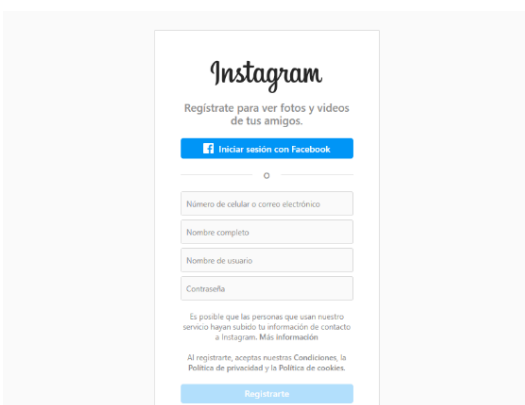 Instagram
Regístrate para ver fotos y videos
de tus amigos.
Iniciar sesión con Facebook
o
Número de celular o correo electrónico
Nombre completo
Nombre de usuario
Contraseña
Es posible que las personas que usan nuestro
servicio hayan subido tu información de contacto
a Instagram. Más información
Al registrarte, aceptas nuestras Condiciones, la
Política de privacidad y la Política de cookies.
Registrarte